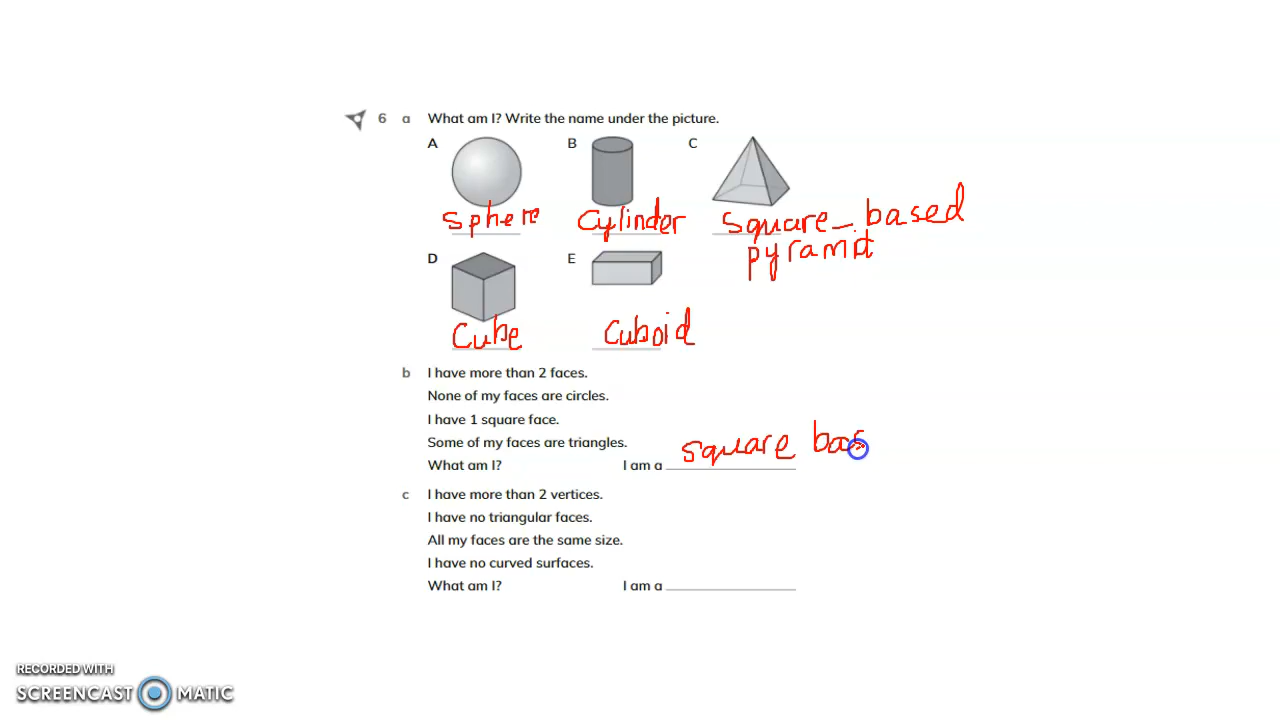 6 a What am I? Write the name under the picture.
A B C
Sphere Cylinder Square-based
pyramid
D E
Cube Cuboid
b I have more than 2 faces.
None of my faces are circles.
I have 1 square face.
Some of my faces are triangles.
What am I? I am a square bas
c I have more than 2 vertices.
I have no triangular faces.
All my faces are the same size.
I have no curved surfaces.
What am I? I am a
RECORDED WITH
SCREENCAST MATIC